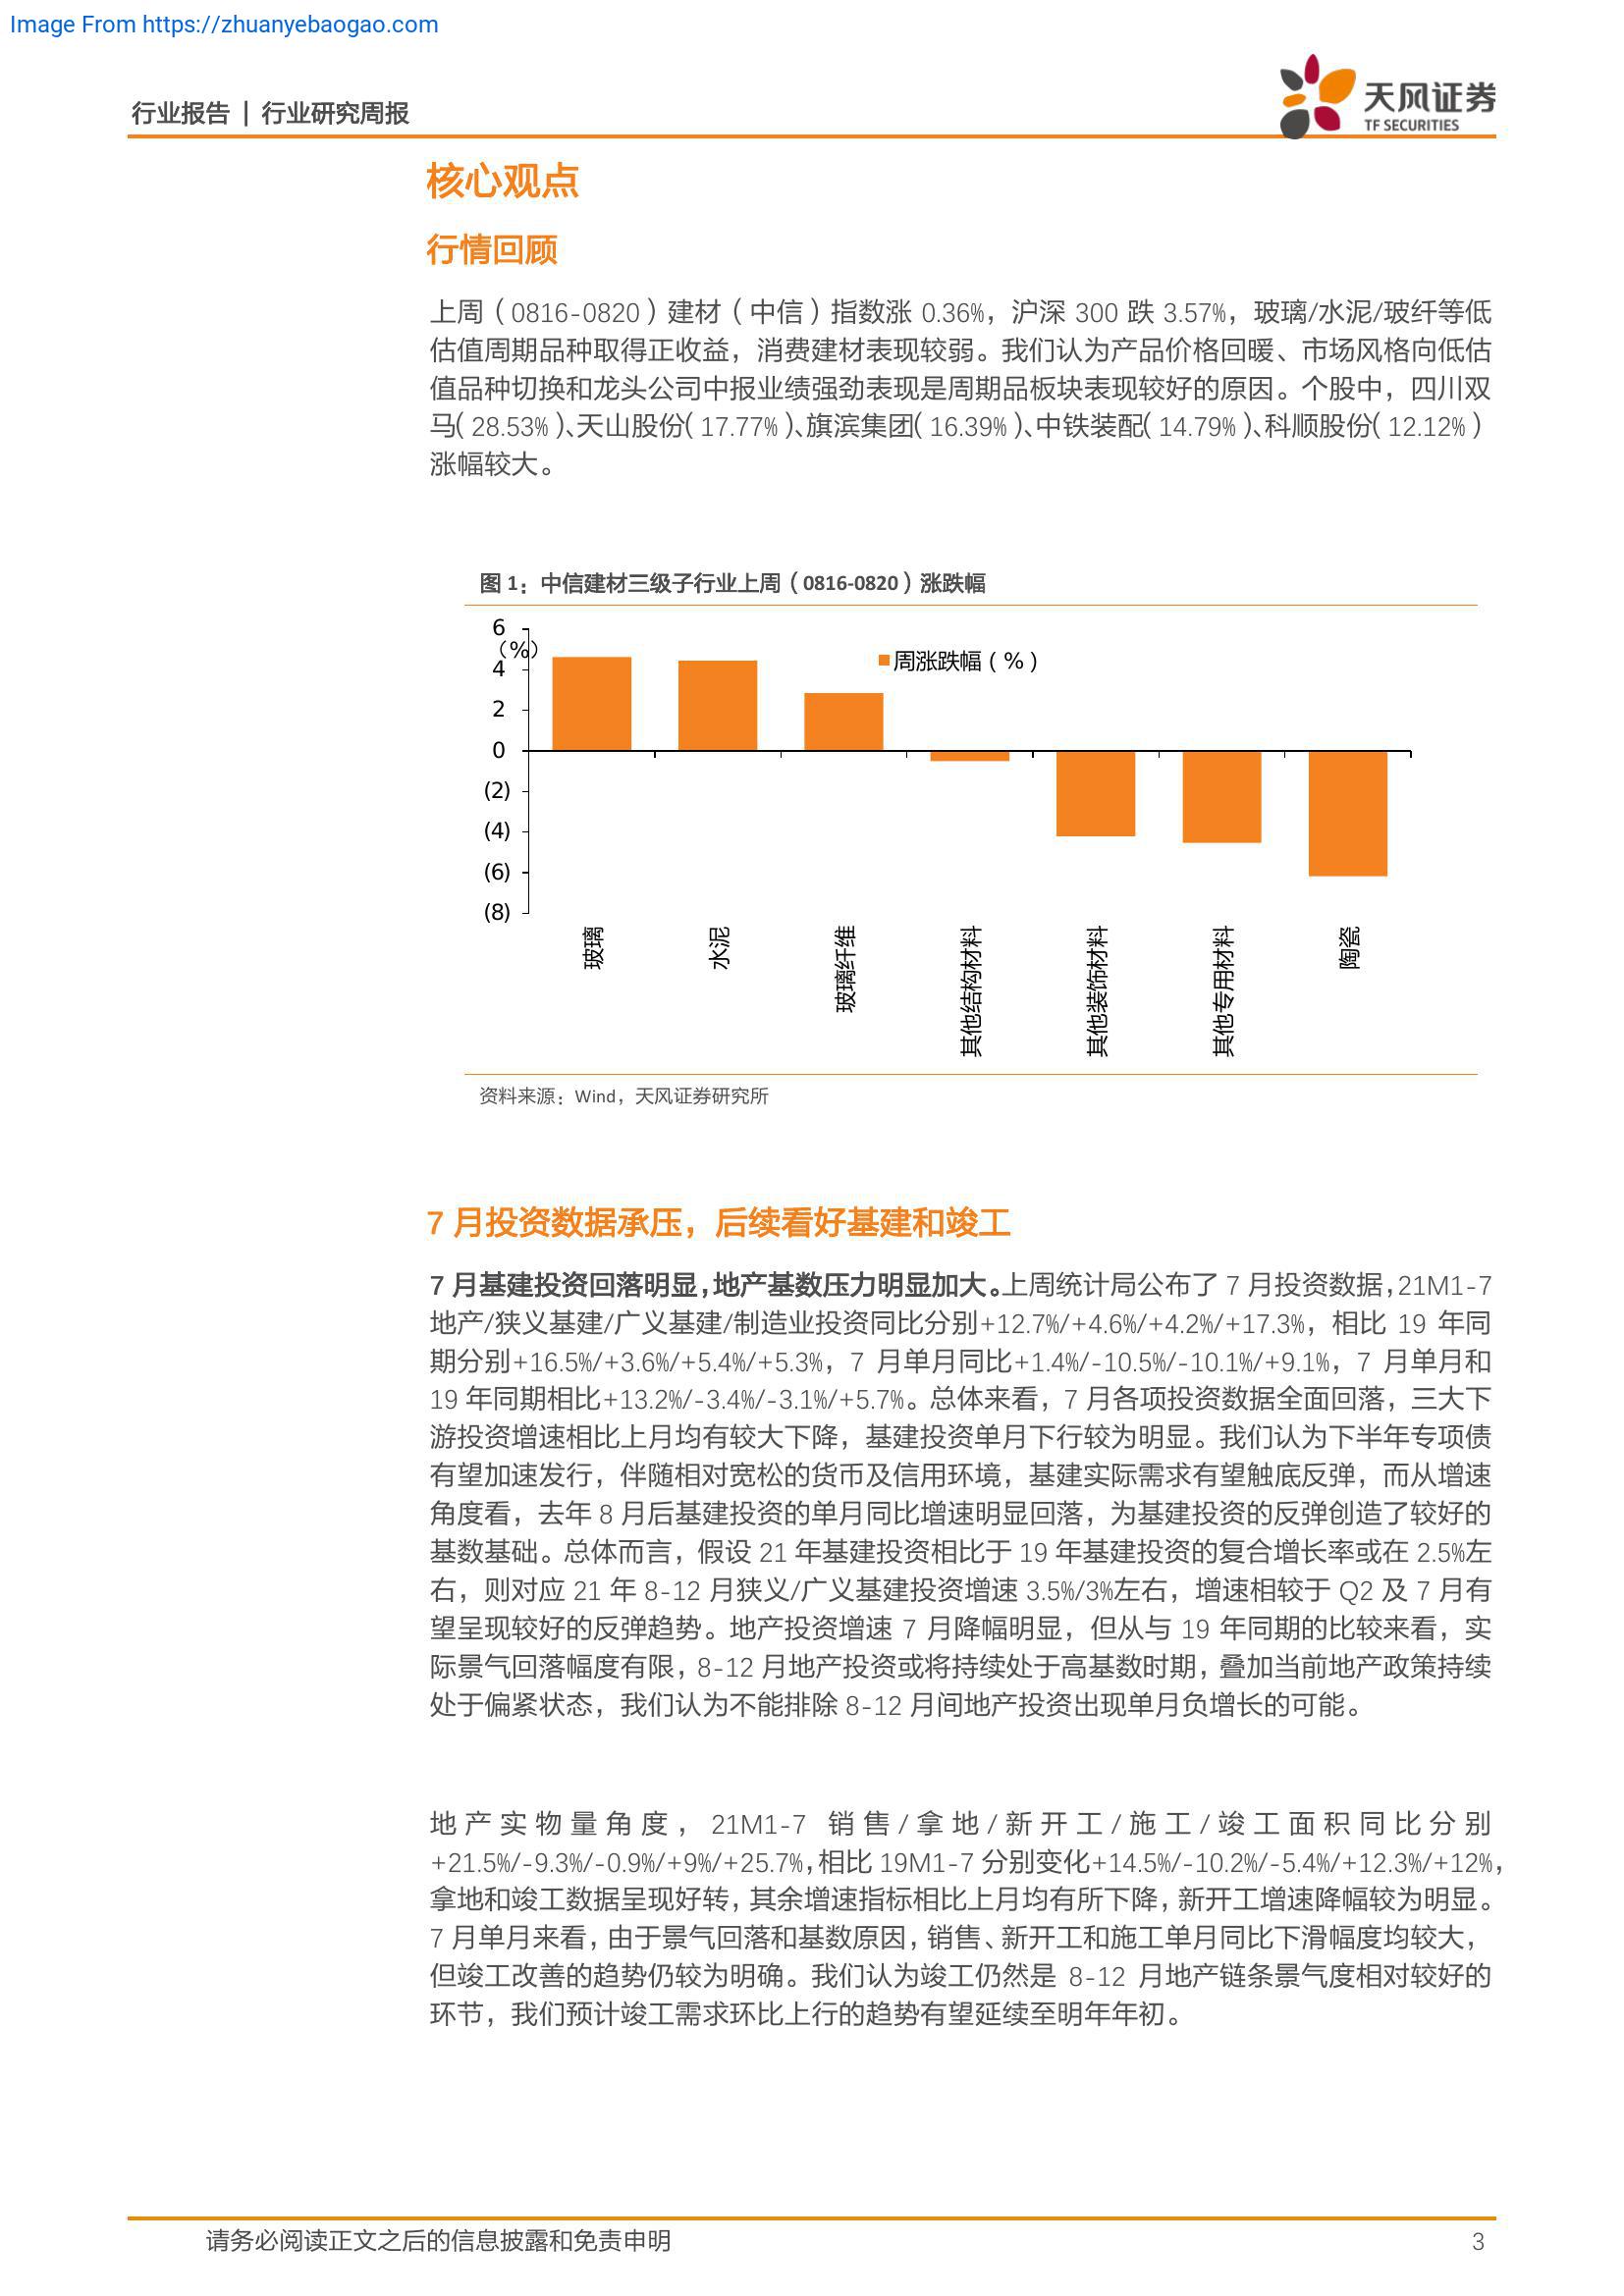 Image From https://zhuanyebaogao.com
行业报告 | 行业研究周报
天风证券
TF SECURITIES
核心观点
行情回顾
上周（0816-0820）建材（中信）指数涨 0.36%，沪深 300 跌 3.57%，玻璃/水泥/玻纤等低
估值周期品种取得正收益，消费建材表现较弱。我们认为产品价格回暖、市场风格向低估
值品种切换和龙头公司中报业绩强劲表现是周期品板块表现较好的原因。个股中，四川双
马（28.53%）、天山股份（17.77%）、旗滨集团（16.39%）、中铁装配（14.79%）、科顺股份（12.12%）
涨幅较大。
图 1：中信建材三级子行业上周（0816-0820）涨跌幅
6
（%）
4
2
0
(2)
(4)
(6)
(8)
周涨跌幅（%）
玻璃
水泥
玻璃纤维
其他结构材料
其他装饰材料
其他专用材料
陶瓷
资料来源：Wind，天风证券研究所
7 月投资数据承压，后续看好基建和竣工
7 月基建投资回落明显，地产基数压力明显加大。上周统计局公布了 7 月投资数据，21M1-7
地产/狭义基建/广义基建/制造业投资同比分别+12.7%/+4.6%/+4.2%/+17.3%，相比 19 年同
期分别+16.5%/+3.6%/+5.4%/+5.3%，7 月单月同比+1.4%/-10.5%/-10.1%/+9.1%，7 月单月和
19 年同期相比+13.2%/-3.4%/-3.1%/+5.7%。总体来看，7 月各项投资数据全面回落，三大下
游投资增速相比上月均有较大下降，基建投资单月下行较为明显。我们认为下半年专项债
有望加速发行，伴随相对宽松的货币及信用环境，基建实际需求有望触底反弹，而从增速
角度看，去年 8 月后基建投资的单月同比增速明显回落，为基建投资的反弹创造了较好的
基数基础。总体而言，假设 21 年基建投资相比于 19 年基建投资的复合增长率或在 2.5%左
右，则对应 21 年 8-12 月狭义/广义基建投资增速 3.5%/3%左右，增速相较于 Q2 及 7 月有
望呈现较好的反弹趋势。地产投资增速 7 月降幅明显，但从与 19 年同期的比较来看，实
际景气回落幅度有限，8-12 月地产投资或将持续处于高基数时期，叠加当前地产政策持续
处于偏紧状态，我们认为不能排除 8-12 月间地产投资出现单月负增长的可能。
地产实物量角度，21M1-7 销售/拿地/新开工/施工/竣工面积同比分别
+21.5%/-9.3%/-0.9%/+9%/+25.7%，相比 19M1-7 分别变化+14.5%/-10.2%/-5.4%/+12.3%/+12%，
拿地和竣工数据呈现好转，其余增速指标相比上月均有所下降，新开工增速降幅较为明显。
7 月单月来看，由于景气回落和基数原因，销售、新开工和施工单月同比下滑幅度均较大，
但竣工改善的趋势仍较为明确。我们认为竣工仍然是 8-12 月地产链条景气度相对较好的
环节，我们预计竣工需求环比上行的趋势有望延续至明年年初。
请务必阅读正文之后的信息披露和免责申明
3